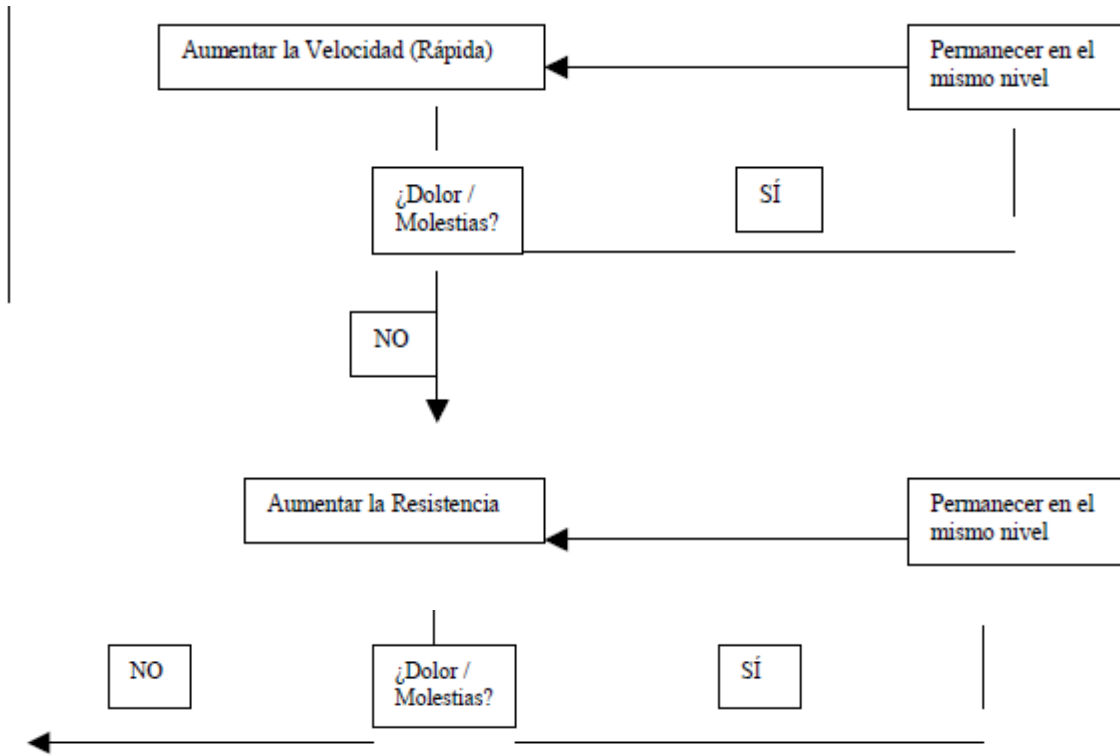 Aumentar la Velocidad (Rápida)
Permanecer en el
mismo nivel
¿Dolor /
Molestias?
SÍ
NO
Aumentar la Resistencia
Permanecer en el
mismo nivel
NO
¿Dolor /
Molestias?
SÍ